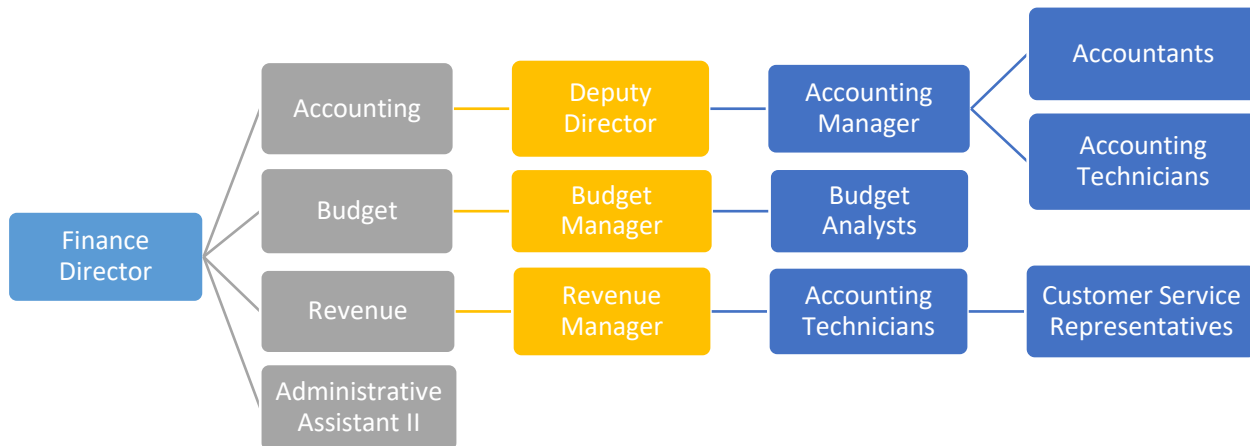 Finance
Director
Accounting
Deputy
Director
Accounting
Manager
Accountants
Accounting
Technicians
Budget
Budget
Manager
Budget
Analysts
Revenue
Revenue
Manager
Accounting
Technicians
Customer Service
Representatives
Administrative
Assistant II